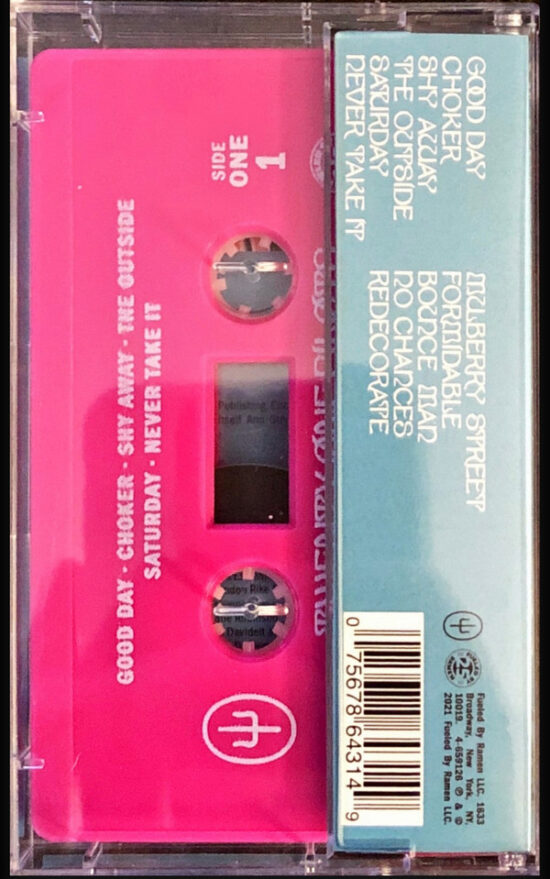 GOOD DAY
CHOKER
SHY AWAY
THE OUTSIDE
SATURDAY
NEVER TAKE IT
MULBERRY STREET
FORMIDABLE
BOUNCE MAN
NO CHANCES
REDECORATE
Fueled By Ramen LLC. 1633
Broadway, New York, NY,
10019. 4-659126 ℗ & ©
2021 Fueled By Ramen LLC.
0 75678 64314 9
SIDE
ONE
1
GOOD DAY · CHOKER · SHY AWAY · THE OUTSIDE
SATURDAY · NEVER TAKE IT
Publishing
And